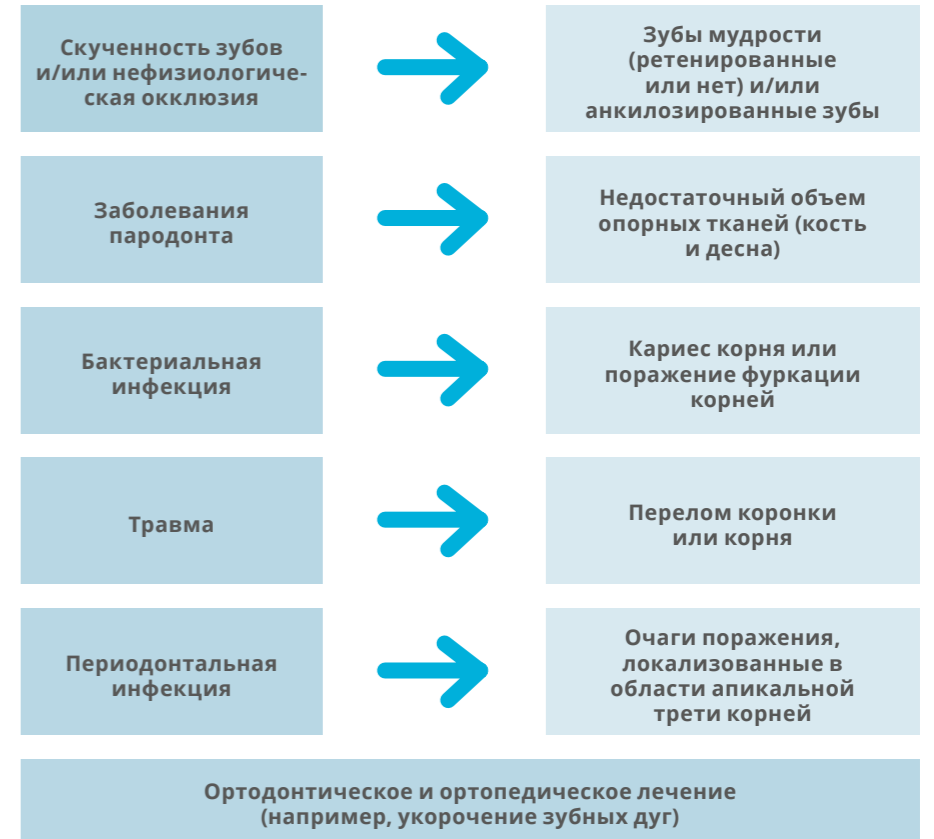 Скученность зубов
и/или нефизиологиче-
ская окклюзия
Зубы мудрости
(ретенированные
или нет) и/или
анкилозированные зубы
Заболевания
пародонта
Недостаточный объем
опорных тканей (кость
и десна)
Бактериальная
инфекция
Кариес корня или
поражение фуркации
корней
Травма
Перелом коронки
или корня
Периодонтальная
инфекция
Очаги поражения,
локализованные в
области апикальной
трети корней
Ортодонтическое и ортопедическое лечение
(например, укорочение зубных дуг)